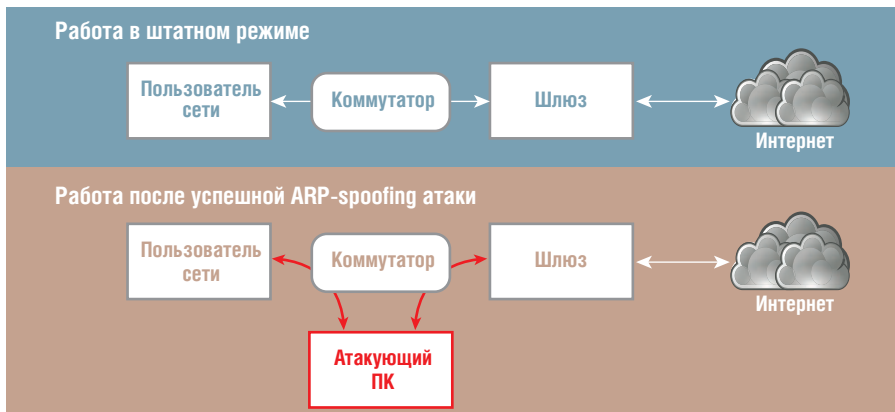 Работа в штатном режиме
Пользователь
сети
Коммутатор
Шлюз
Интернет
Работа после успешной ARP-spoofing атаки
Пользователь
сети
Коммутатор
Шлюз
Интернет
Атакующий
ПК